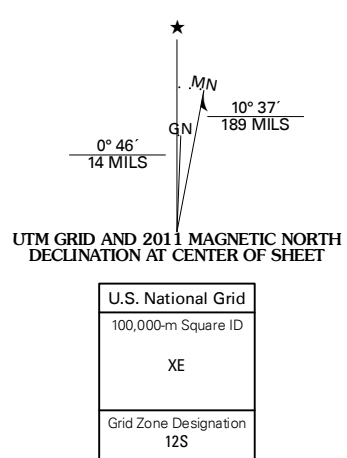 ★
MN
GN
10° 37´
189 MILS
0° 46´
14 MILS
UTM GRID AND 2011 MAGNETIC NORTH
DECLINATION AT CENTER OF SHEET
U.S. National Grid
100,000-m Square ID
XE
Grid Zone Designation
12S